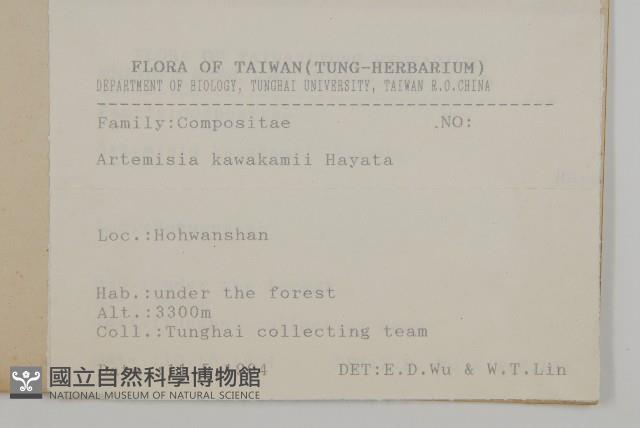 FLORA OF TAIWAN(TUNG-HERBARIUM)
DEPARTMENT OF BIOLOGY, TUNGHAI UNIVERSITY, TAIWAN R.O.CHINA
Family:Compositae .NO:
Artemisia kawakamii Hayata
Loc.:Hohwanshan
Hab.:under the forest
Alt.:3300m
Coll.:Tunghai collecting team
DET:E.D.Wu & W.T.Lin
國立自然科學博物館
NATIONAL MUSEUM OF NATURAL SCIENCE